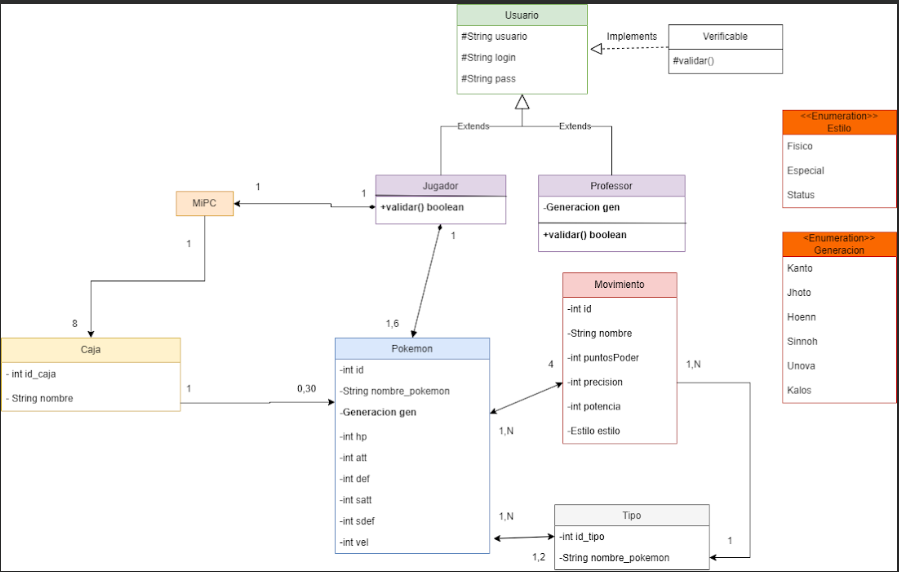 Usuario
#String usuario
#String login
#String pass
Implements
Verificable
#validar()
Extends
Extends
<<Enumeration>>
Estilo
Fisico
Especial
Status
MiPC
1
1
Jugador
+validar() boolean
Professor
-Generacion gen
+validar() boolean
<Enumeration>>
Generacion
Kanto
Jhoto
Hoenn
Sinnoh
Unova
Kalos
1
8
1
1,6
Caja
- int id_caja
- String nombre
1
0,30
Pokemon
-int id
-String nombre_pokemon
-Generacion gen
-int hp
-int att
-int def
-int satt
-int sdef
-int vel
Movimiento
-int id
-String nombre
-int puntosPoder
-int precision
-int potencia
-Estilo estilo
4
1,N
1,N
1,N
1,2
1
Tipo
-int id_tipo
-String nombre_pokemon